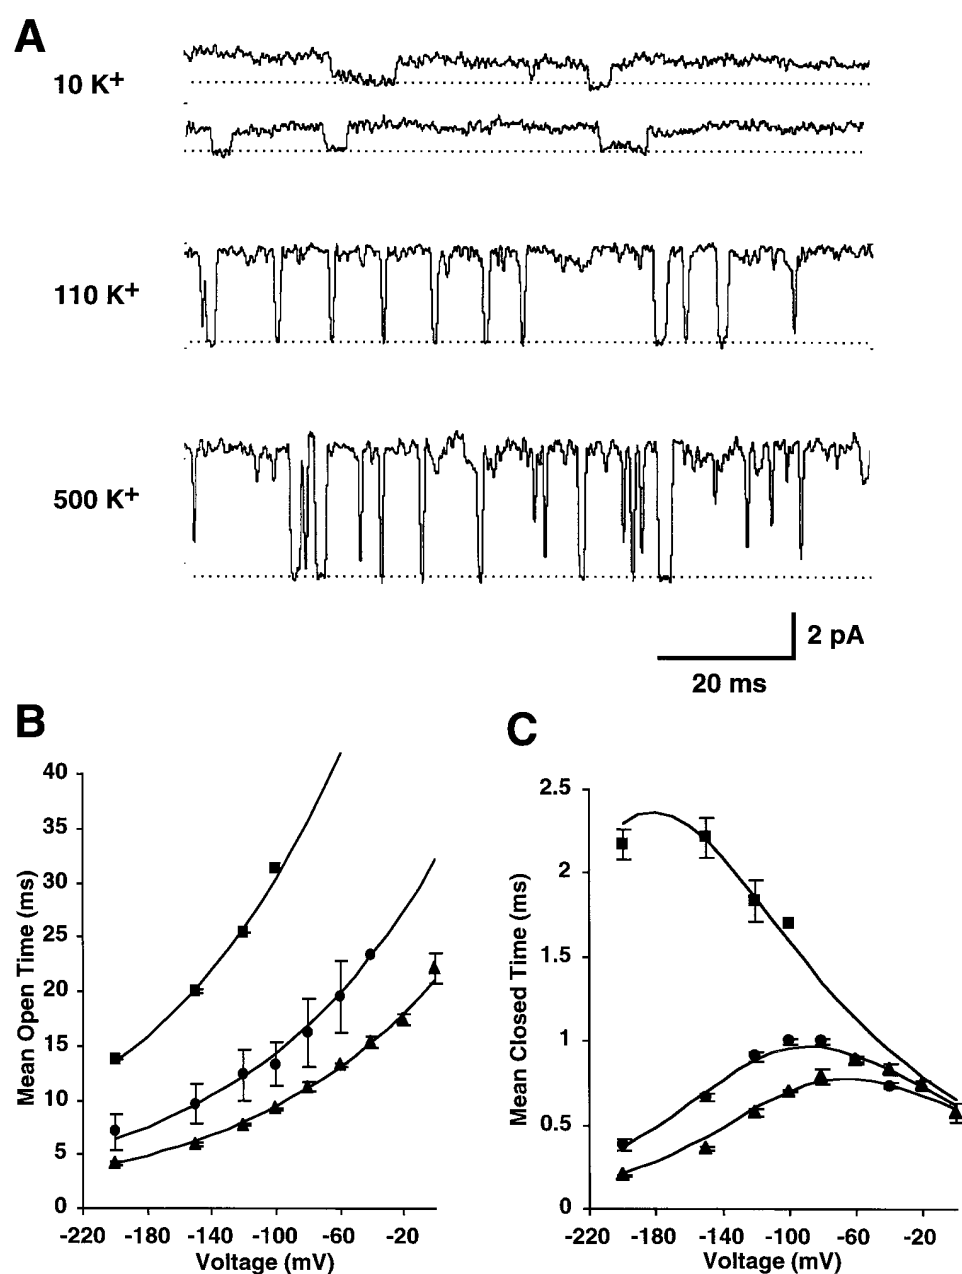 A
10 K+
110 K+
500 K+
2 pA
20 ms
B
Mean Open Time (ms)
40
35
30
25
20
15
10
5
0
-220 -180 -140 -100 -60 -20
Voltage (mV)
C
Mean Closed Time (ms)
2.5
2
1.5
1
0.5
0
-220 -180 -140 -100 -60 -20
Voltage (mV)